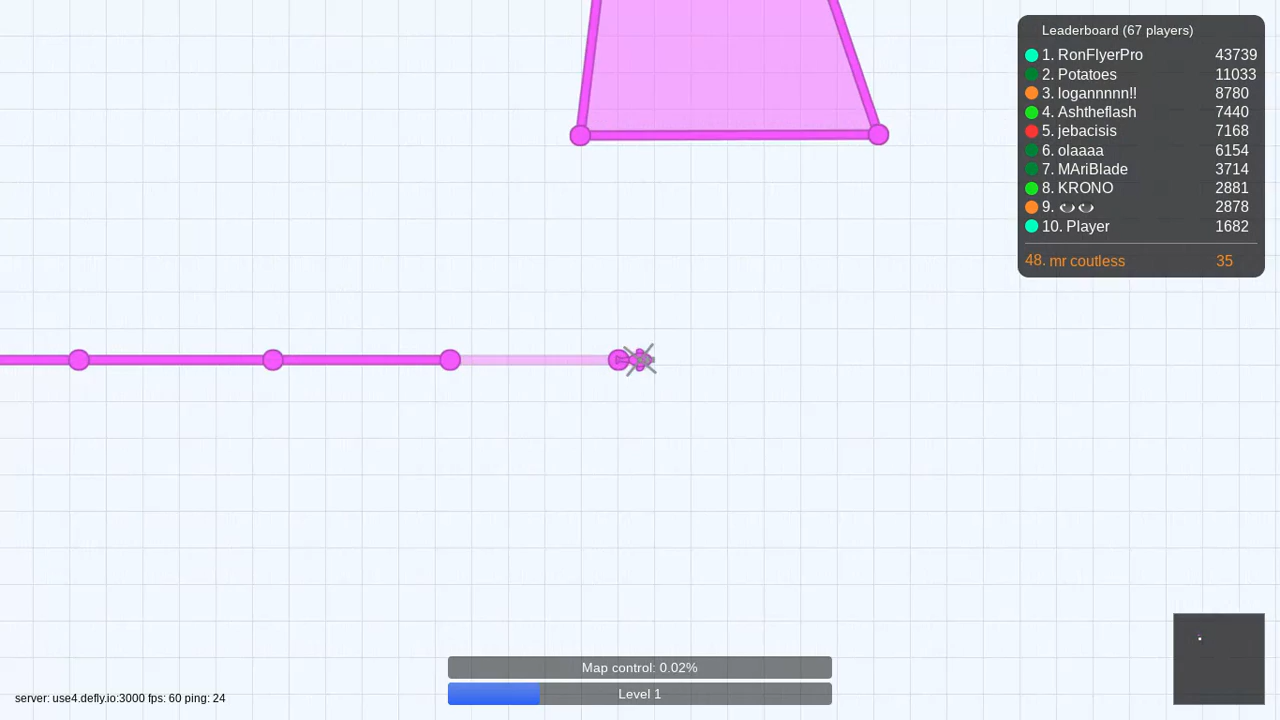 Leaderboard (67 players)
1. RonFlyerPro 43739
2. Potatoes 11033
3. logannnnn!! 8780
4. Ashtheflash 7440
5. jebacisis 7168
6. olaaaa 6154
7. MAriBlade 3714
8. KRONO 2881
9. 👁👁 2878
10. Player 1682
48. mr coutless 35
Map control: 0.02%
Level 1
server: use4.defly.io:3000 fps: 60 ping: 24